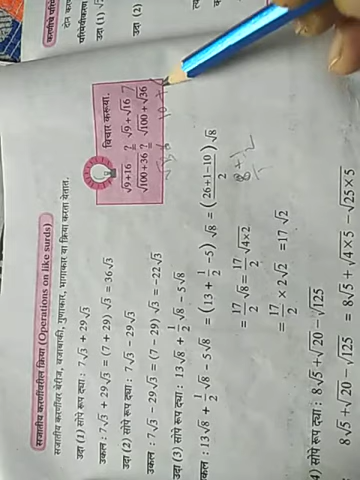 करणीचे
दोन
उदा (1)
उदा (2)
सजातीय करणींवरील क्रिया (Operations on like surds)
सजातीय करणींवर बेरीज, वजाबाकी, गुणाकार, भागाकार या क्रिया करता येतात.
उदा (1) सोपे रूप द्या : 7√3 + 29√3
उकल : 7√3 + 29√3 = (7 + 29) √3 = 36√3
उदा (2) सोपे रूप द्या : 7√3 - 29√3
उकल : 7√3 - 29√3 = (7 - 29) √3 = -22√3
विचार करूया.
√9+16 ?= √9 + √16
√100+36 ?= √100 + √36
उदा (3) सोपे रूप द्या : 13√8 + 1/2 √8 - 5√8
उकल : 13√8 + 1/2 √8 - 5√8 = (13 + 1/2 - 5) √8 = (26+1-10/2) √8
= 17/2 √8 = 17/2 √4×2
= 17/2 × 2√2 = 17√2
4) सोपे रूप द्या : 8√5 + √20 - √125
8√5 + √20 - √125 = 8√5 + √4×5 - √25×5